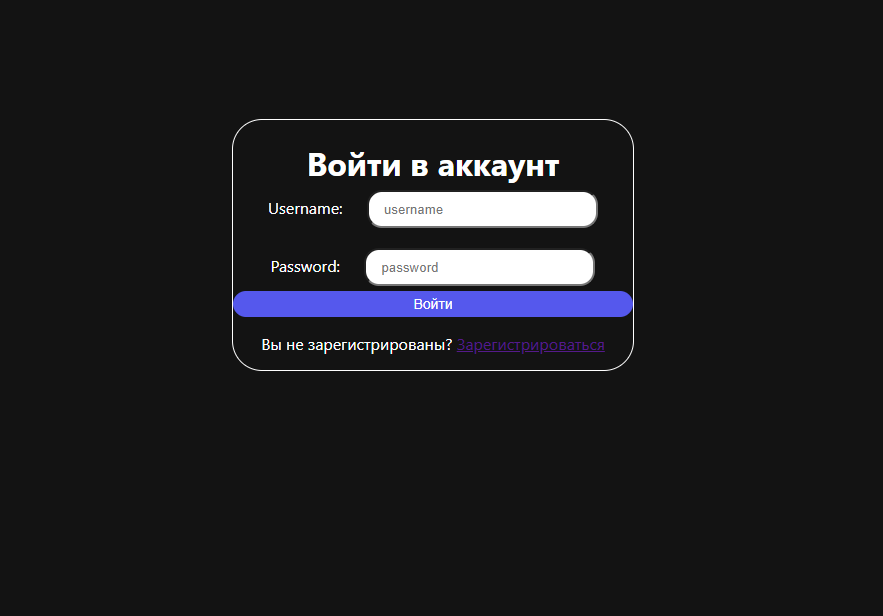 Войти в аккаунт
Username: username
Password: password
Войти
Вы не зарегистрированы? Зарегистрироваться